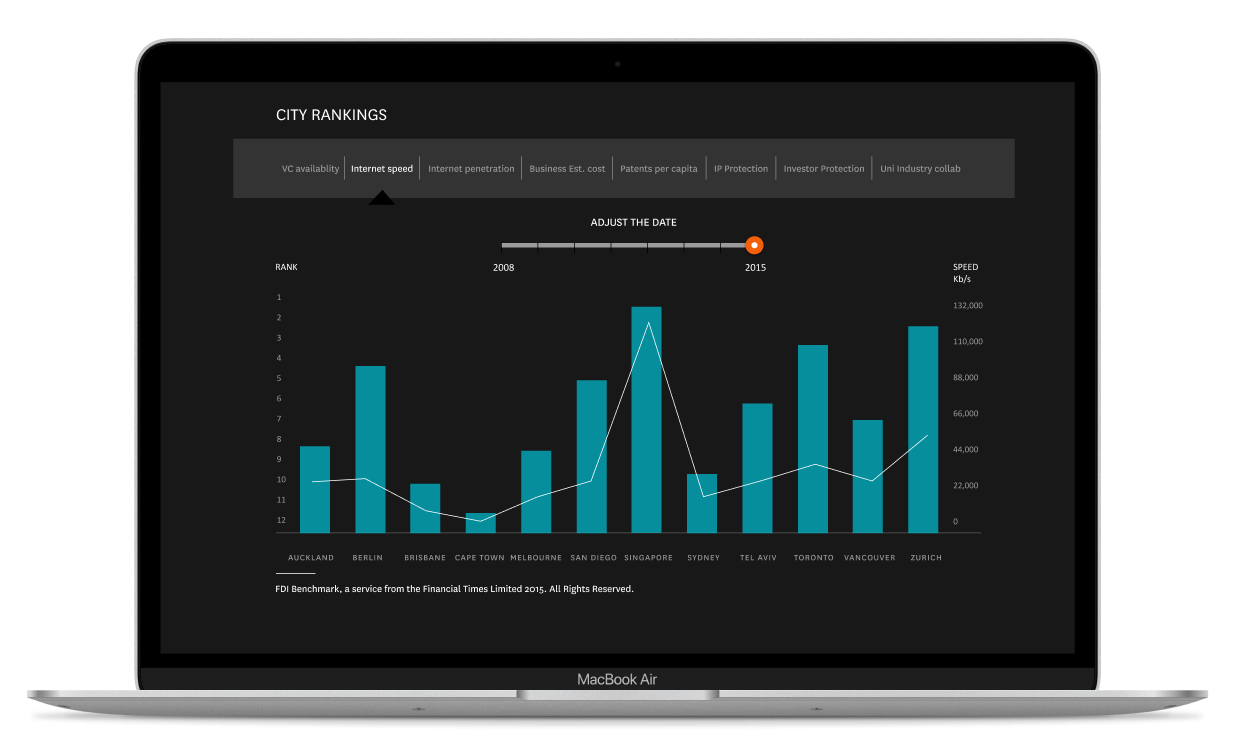 CITY RANKINGS
VC availablity Internet speed Internet penetration Business Est. cost Patents per capita IP Protection Investor Protection Uni Industry collab
ADJUST THE DATE
2008 2015
RANK
SPEED
Kb/s
1
2
3
4
5
6
7
8
9
10
11
12
132,000
110,000
88,000
66,000
44,000
22,000
0
AUCKLAND BERLIN BRISBANE CAPE TOWN MELBOURNE SAN DIEGO SINGAPORE SYDNEY TEL AVIV TORONTO VANCOUVER ZURICH
FDI Benchmark, a service from the Financial Times Limited 2015. All Rights Reserved.
MacBook Air